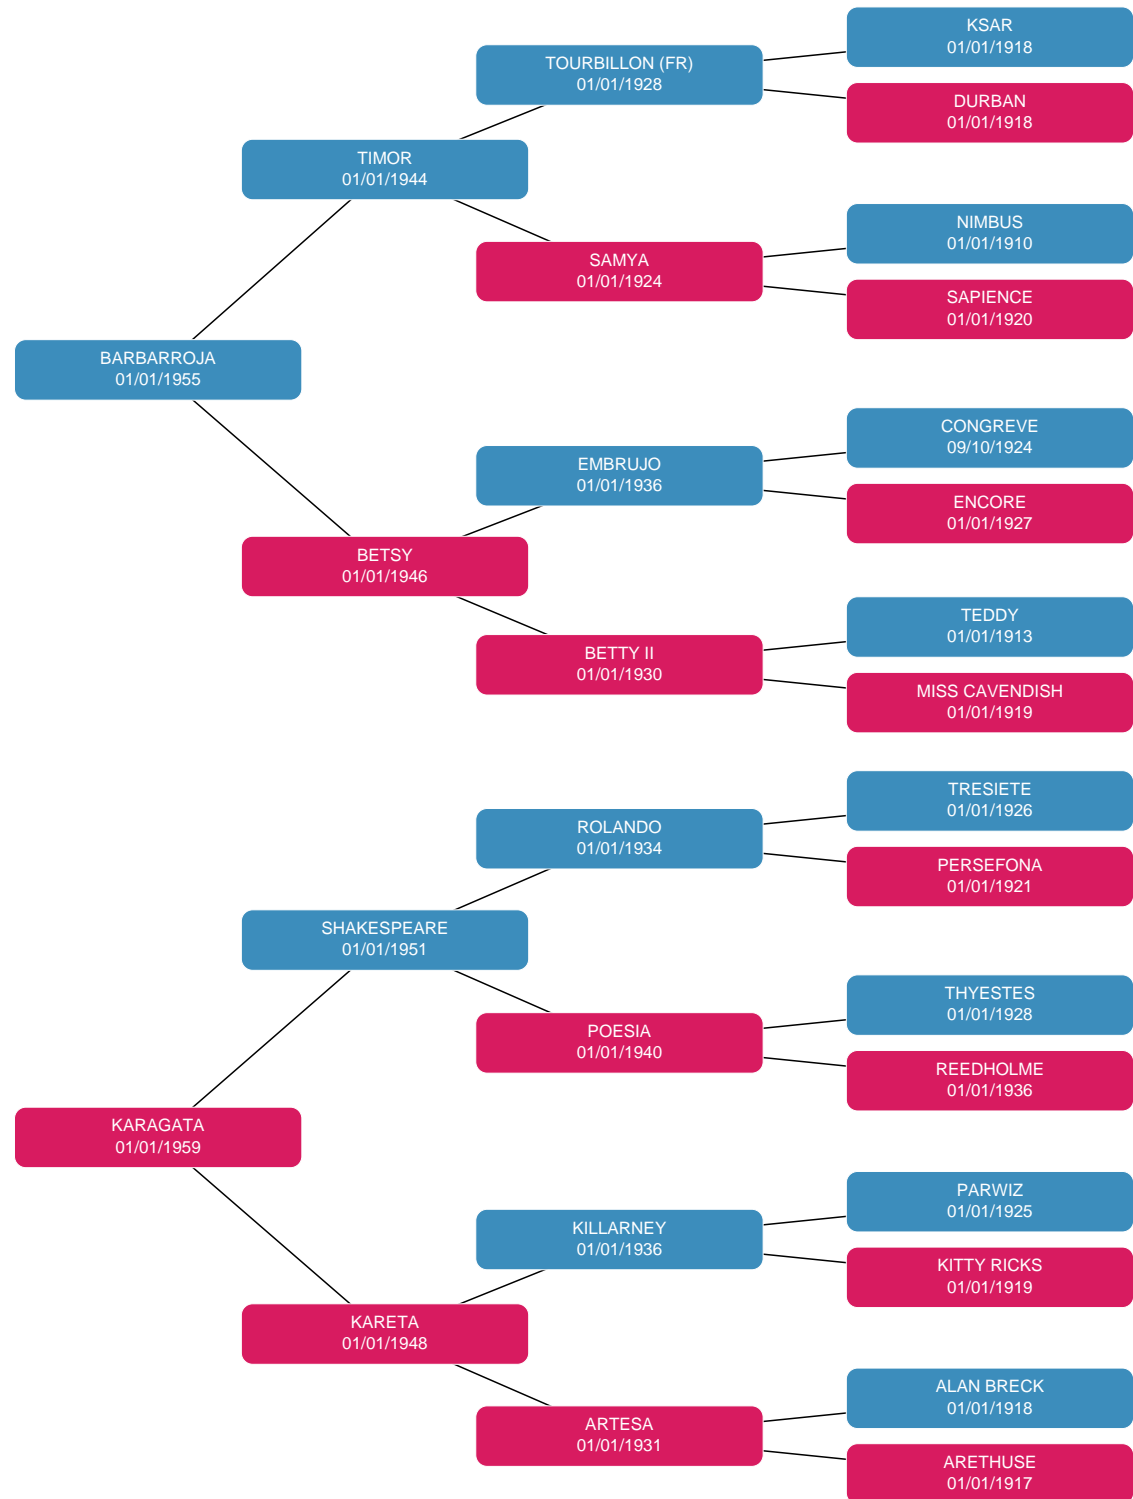 KSAR
01/01/1918
TOURBILLON (FR)
01/01/1928
DURBAN
01/01/1918
TIMOR
01/01/1944
NIMBUS
01/01/1910
SAMYA
01/01/1924
SAPIENCE
01/01/1920
BARBARROJA
01/01/1955
CONGREVE
09/10/1924
EMBRUJO
01/01/1936
ENCORE
01/01/1927
BETSY
01/01/1946
TEDDY
01/01/1913
BETTY II
01/01/1930
MISS CAVENDISH
01/01/1919
TRESIETE
01/01/1926
ROLANDO
01/01/1934
PERSEFONA
01/01/1921
SHAKESPEARE
01/01/1951
THYESTES
01/01/1928
POESIA
01/01/1940
REEDHOLME
01/01/1936
KARAGATA
01/01/1959
PARWIZ
01/01/1925
KILLARNEY
01/01/1936
KITTY RICKS
01/01/1919
KARETA
01/01/1948
ALAN BRECK
01/01/1918
ARTESA
01/01/1931
ARETHUSE
01/01/1917